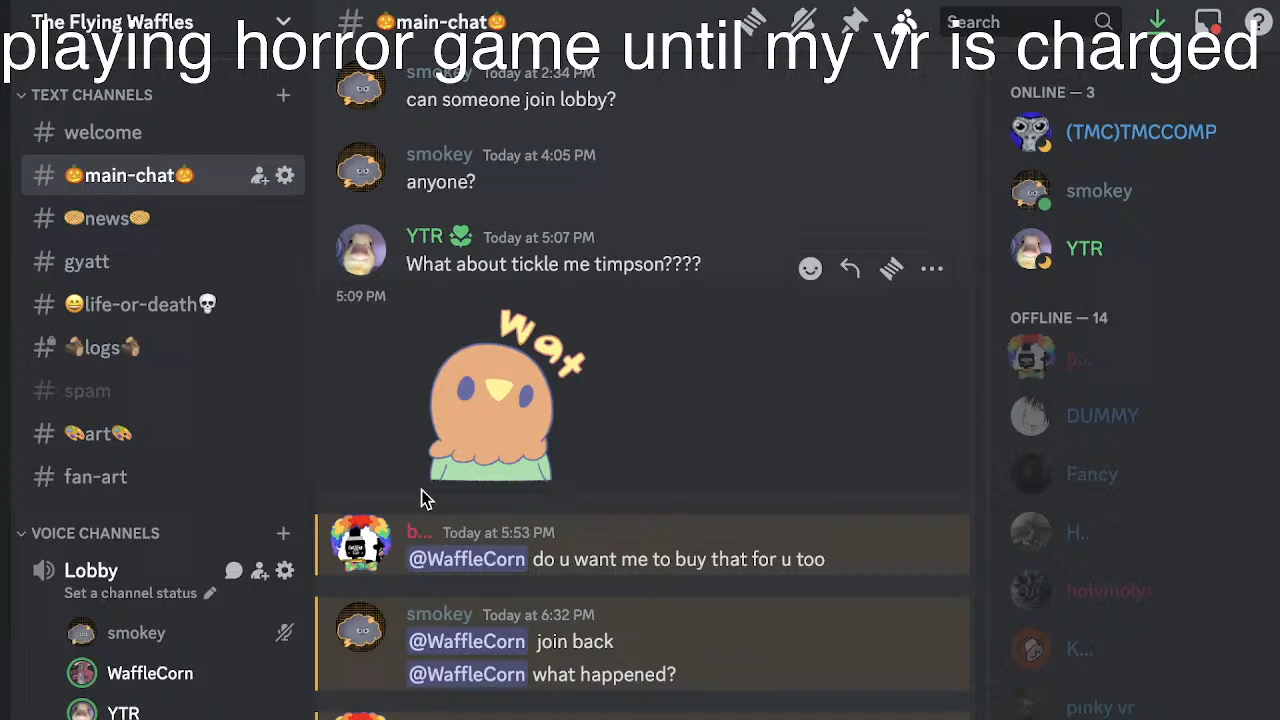 The Flying Waffles
🎃main-chat🎃
Search
playing horror game until my vr is charged
TEXT CHANNELS
welcome
🎃main-chat🎃
🧇news🧇
gyatt
😄life-or-death💀
🪵logs🪵
spam
🎨art🎨
fan-art
VOICE CHANNELS
Lobby
Set a channel status
smokey
WaffleCorn
YTR
smokey Today at 2:34 PM
can someone join lobby?
smokey Today at 4:05 PM
anyone?
YTR Today at 5:07 PM
What about tickle me timpson????
5:09 PM
wat
b... Today at 5:53 PM
@WaffleCorn do u want me to buy that for u too
smokey Today at 6:32 PM
@WaffleCorn join back
@WaffleCorn what happened?
ONLINE — 3
(TMC)TMCCOMP
smokey
YTR
OFFLINE — 14
b...
DUMMY
Fancy
H..
K...
pinky vr